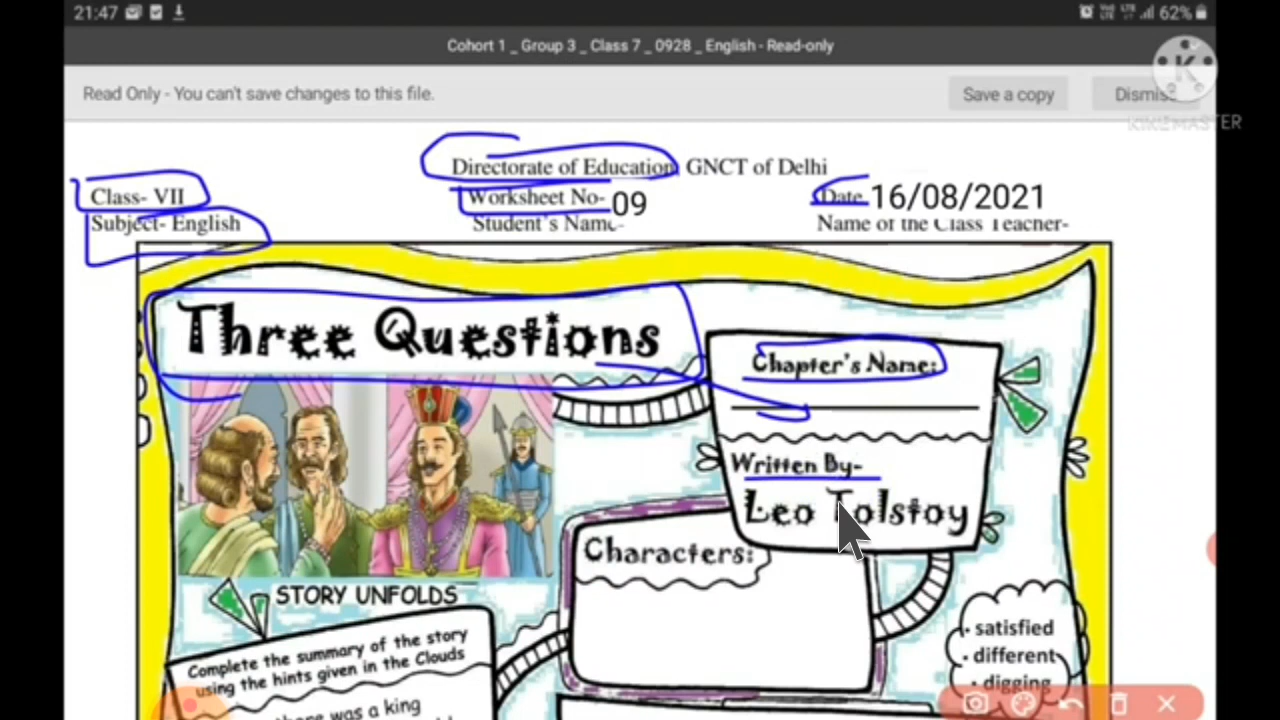 21:47
62%
Cohort 1 _ Group 3 _ Class 7 _ 0928 _ English - Read-only
Read Only - You can't save changes to this file.
Save a copy
Dismiss
KINEMASTER
Directorate of Education, GNCT of Delhi
Class- VII
Worksheet No- 09
Date 16/08/2021
Subject- English
Student's Name-
Name of the Class Teacher-
Three Questions
Chapter's Name:
Written By-
Leo Tolstoy
Characters:
STORY UNFOLDS
Complete the summary of the story
using the hints given in the Clouds
there was a king
· satisfied
· different
· digging